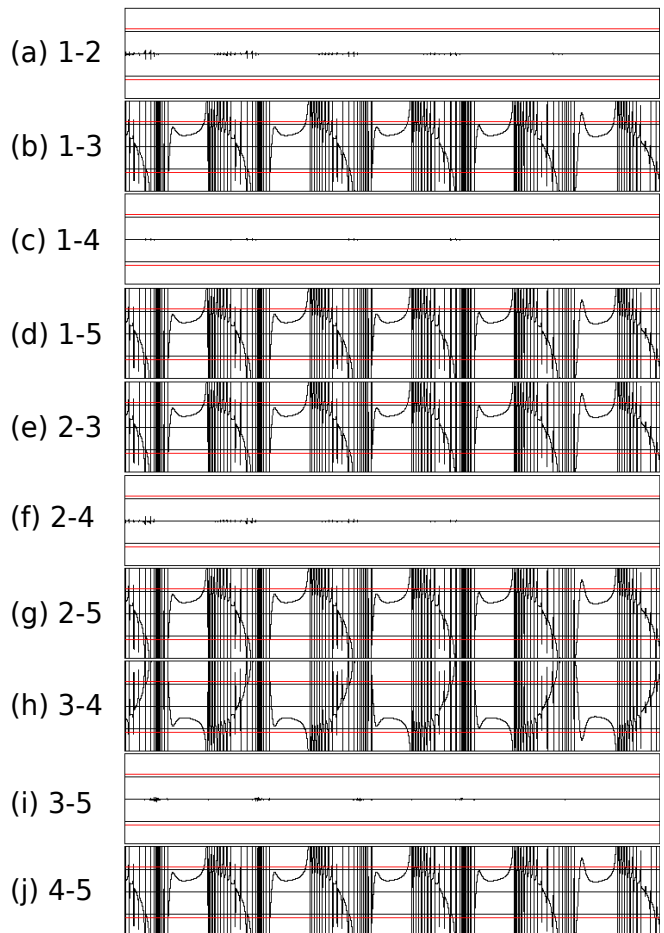 (a) 1-2
(b) 1-3
(c) 1-4
(d) 1-5
(e) 2-3
(f) 2-4
(g) 2-5
(h) 3-4
(i) 3-5
(j) 4-5